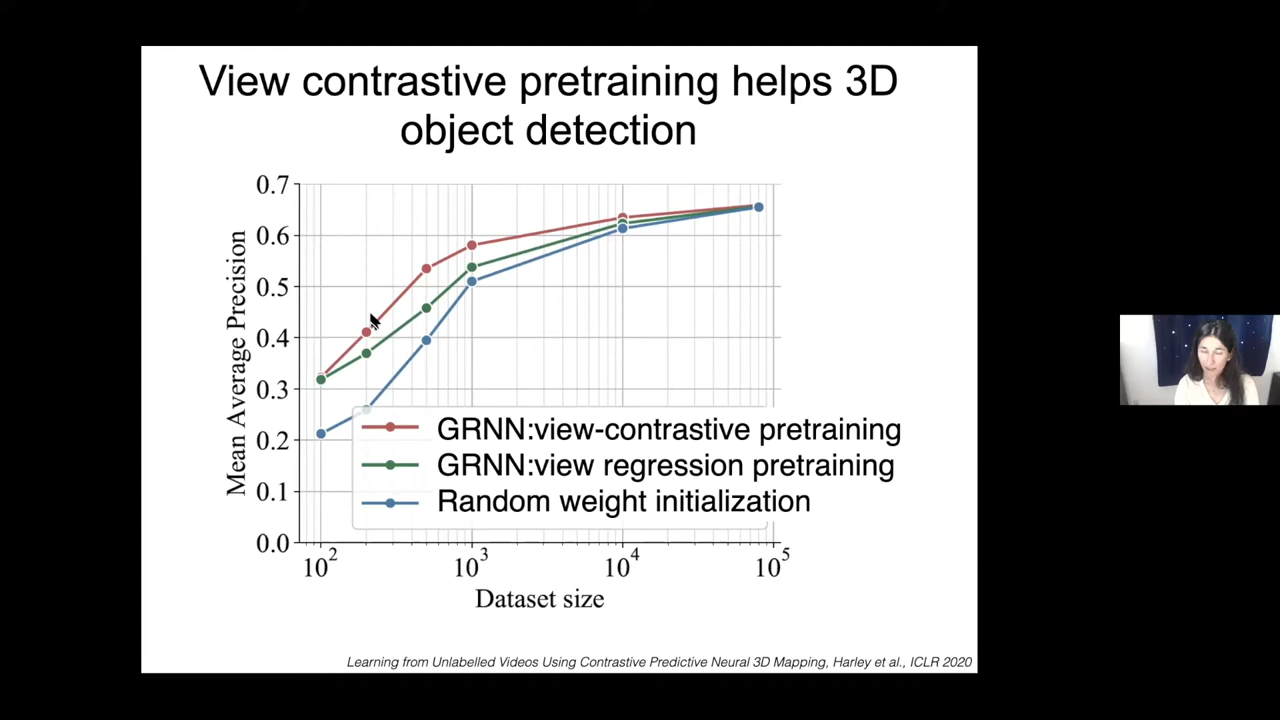 View contrastive pretraining helps 3D
object detection
Mean Average Precision
0.7
0.6
0.5
0.4
0.3
0.2
0.1
0.0
GRNN:view-contrastive pretraining
GRNN:view regression pretraining
Random weight initialization
10² 10³ 10⁴ 10⁵
Dataset size
Learning from Unlabelled Videos Using Contrastive Predictive Neural 3D Mapping, Harley et al., ICLR 2020